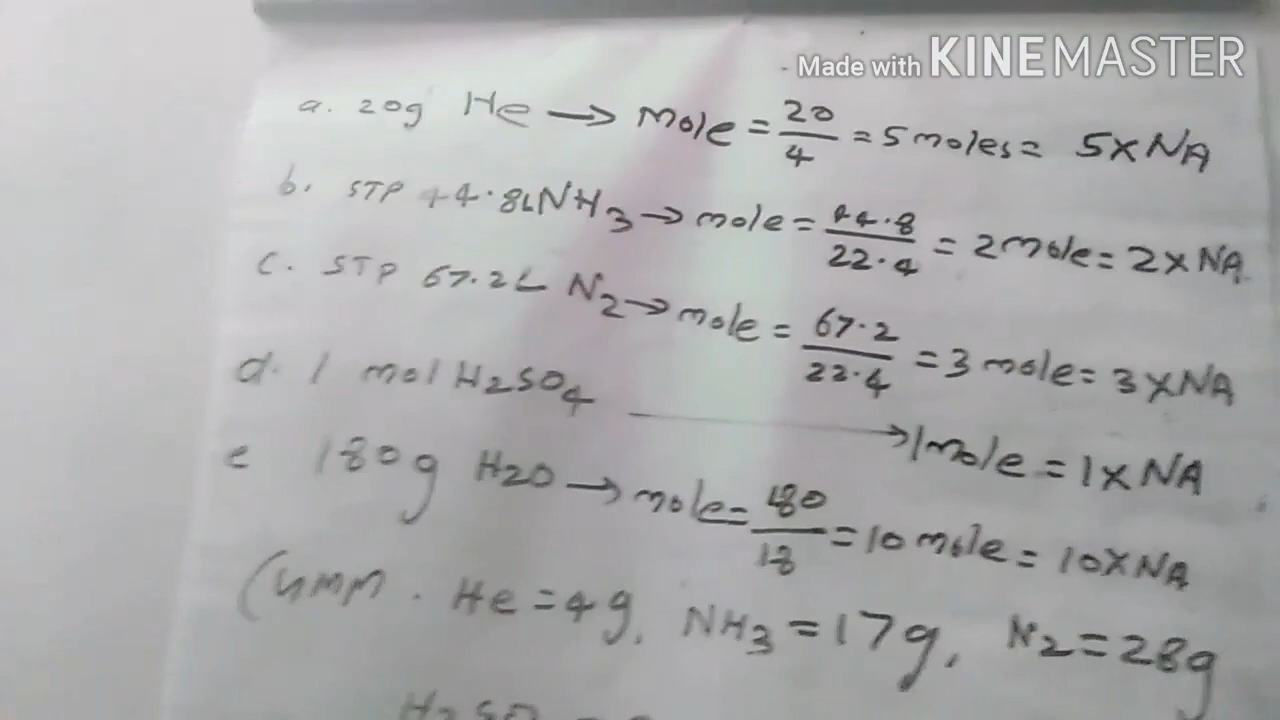 Made with KINEMASTER
a. 20g He → Mole = 20/4 = 5 moles = 5 x NA
b. STP 44.8L NH3 → mole = 44.8/22.4 = 2 mole = 2 x NA
c. STP 67.2L N2 → mole = 67.2/22.4 = 3 mole = 3 x NA
d. 1 mol H2SO4 → 1 mole = 1 x NA
e 180g H2O → mole = 180/18 = 10 mole = 10 x NA
(GMM. He = 4g, NH3 = 17g, N2 = 28g